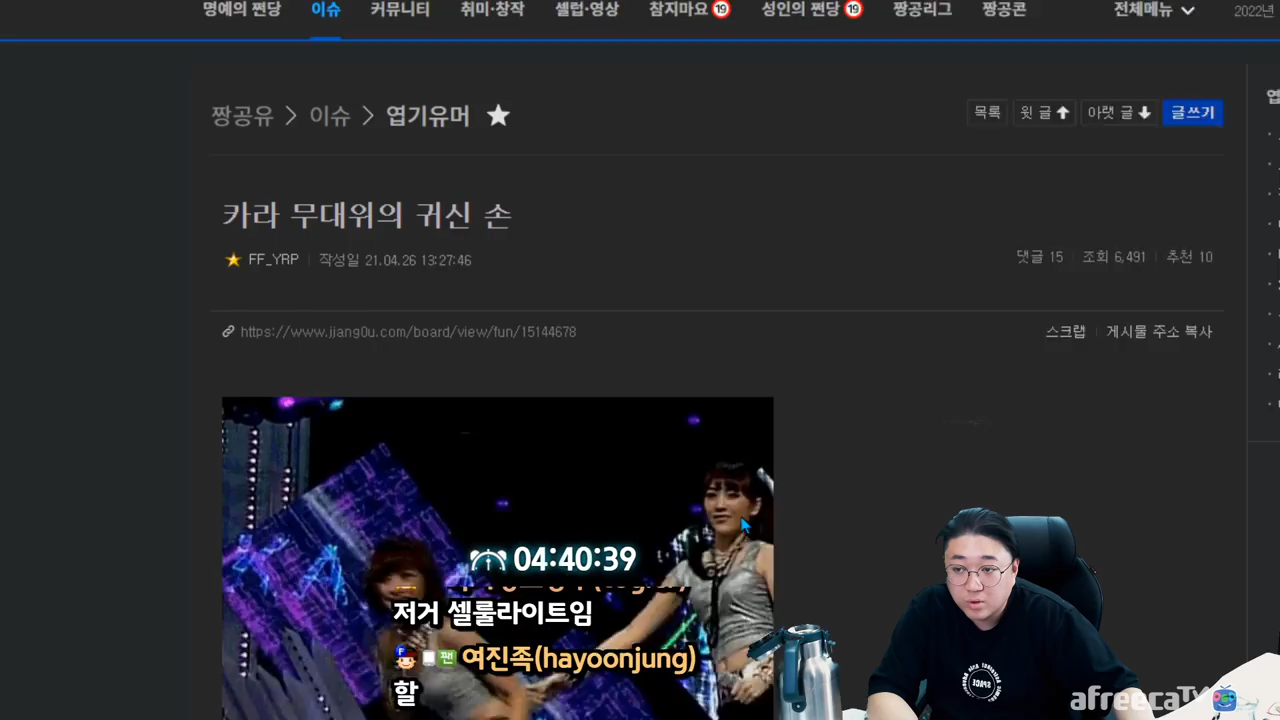 명예의 쩐당 이슈 커뮤니티 취미·창작 셀럽·영상 참지마요 19 성인의 쩐당 19 짱공리그 짱공콘 전체메뉴 2022년
짱공유 > 이슈 > 엽기유머
목록 윗 글 아랫 글 글쓰기
엽
카라 무대위의 귀신 손
FF_YRP 작성일 21.04.26 13:27:46
댓글 15 조회 6,491 추천 10
https://www.jjang0u.com/board/view/fun/15144678
스크랩 게시물 주소 복사
04:40:39
저거 셀룰라이트임
팬 여진족(hayoonjung)
할
SPACE
afreecaTV